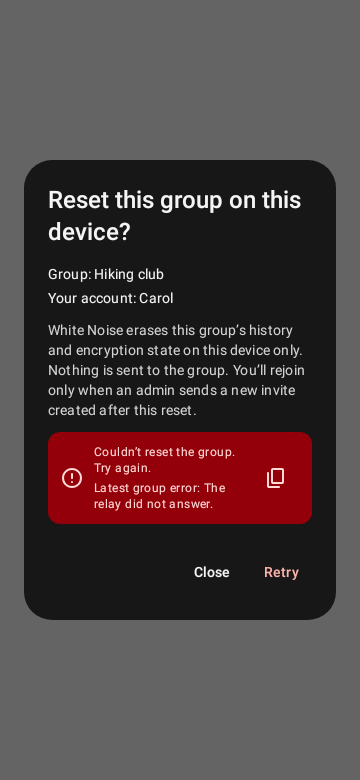 Reset this group on this
device?
Group: Hiking club
Your account: Carol
White Noise erases this group’s history
and encryption state on this device only.
Nothing is sent to the group. You’ll rejoin
only when an admin sends a new invite
created after this reset.
Couldn’t reset the group.
Try again.
Latest group error: The
relay did not answer.
Close
Retry